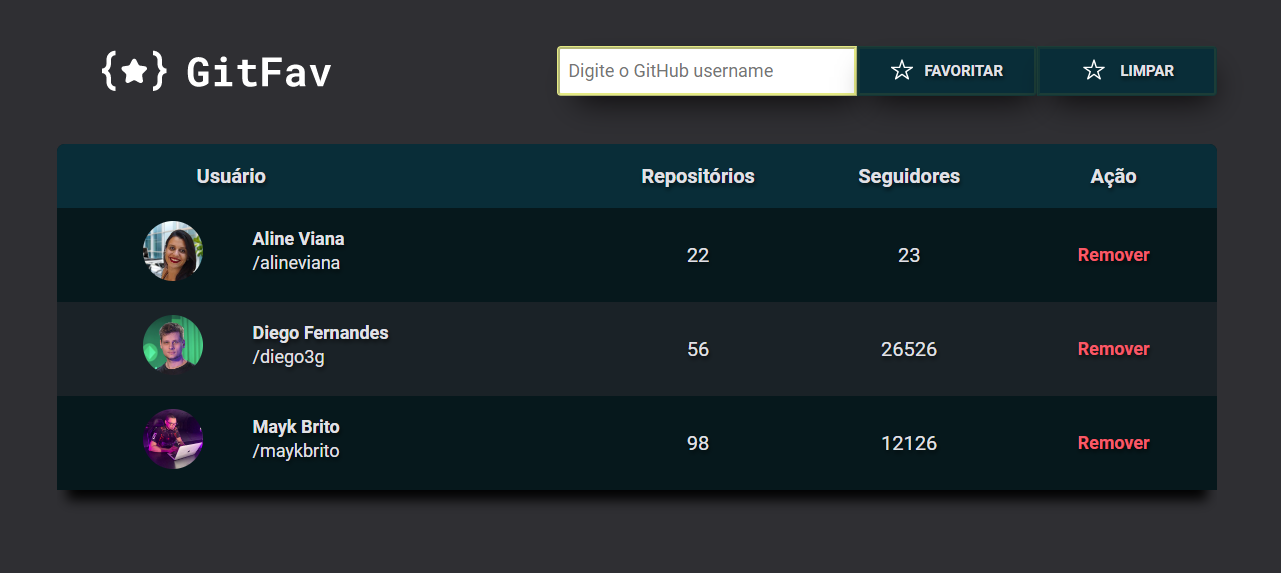 {★} GitFav
Digite o GitHub username
FAVORITAR
LIMPAR
Usuário Repositórios Seguidores Ação
Aline Viana
/alineviana
22 23 Remover
Diego Fernandes
/diego3g
56 26526 Remover
Mayk Brito
/maykbrito
98 12126 Remover